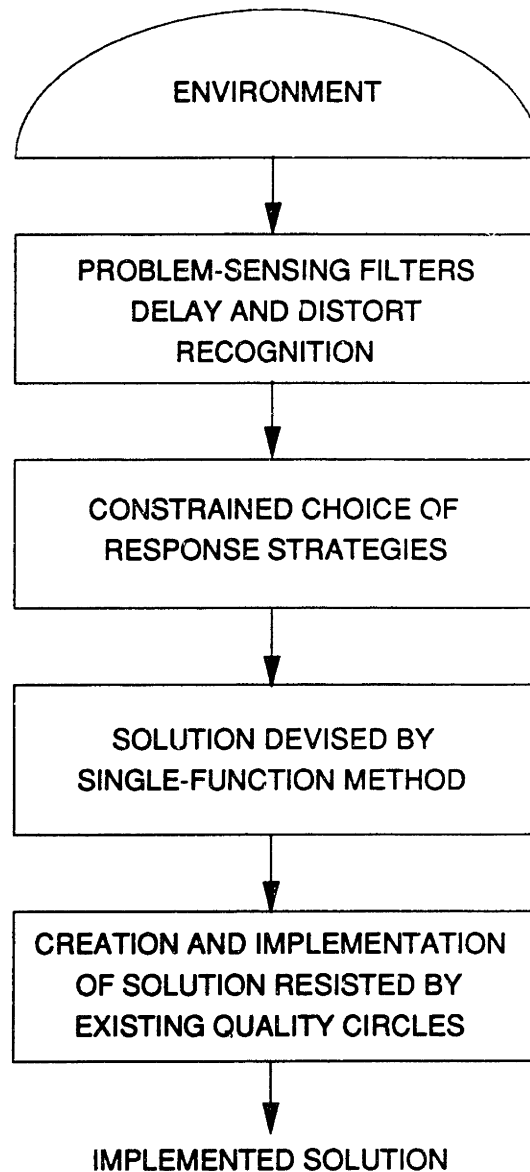 ENVIRONMENT
PROBLEM-SENSING FILTERS
DELAY AND DISTORT
RECOGNITION
CONSTRAINED CHOICE OF
RESPONSE STRATEGIES
SOLUTION DEVISED BY
SINGLE-FUNCTION METHOD
CREATION AND IMPLEMENTATION
OF SOLUTION RESISTED BY
EXISTING QUALITY CIRCLES
IMPLEMENTED SOLUTION